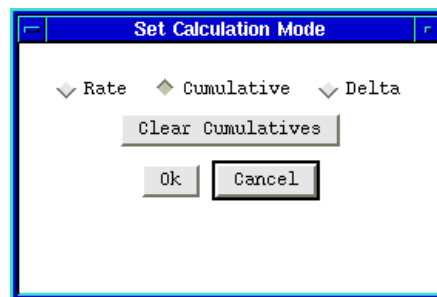 Set Calculation Mode
Rate Cumulative Delta
Clear Cumulatives
Ok Cancel